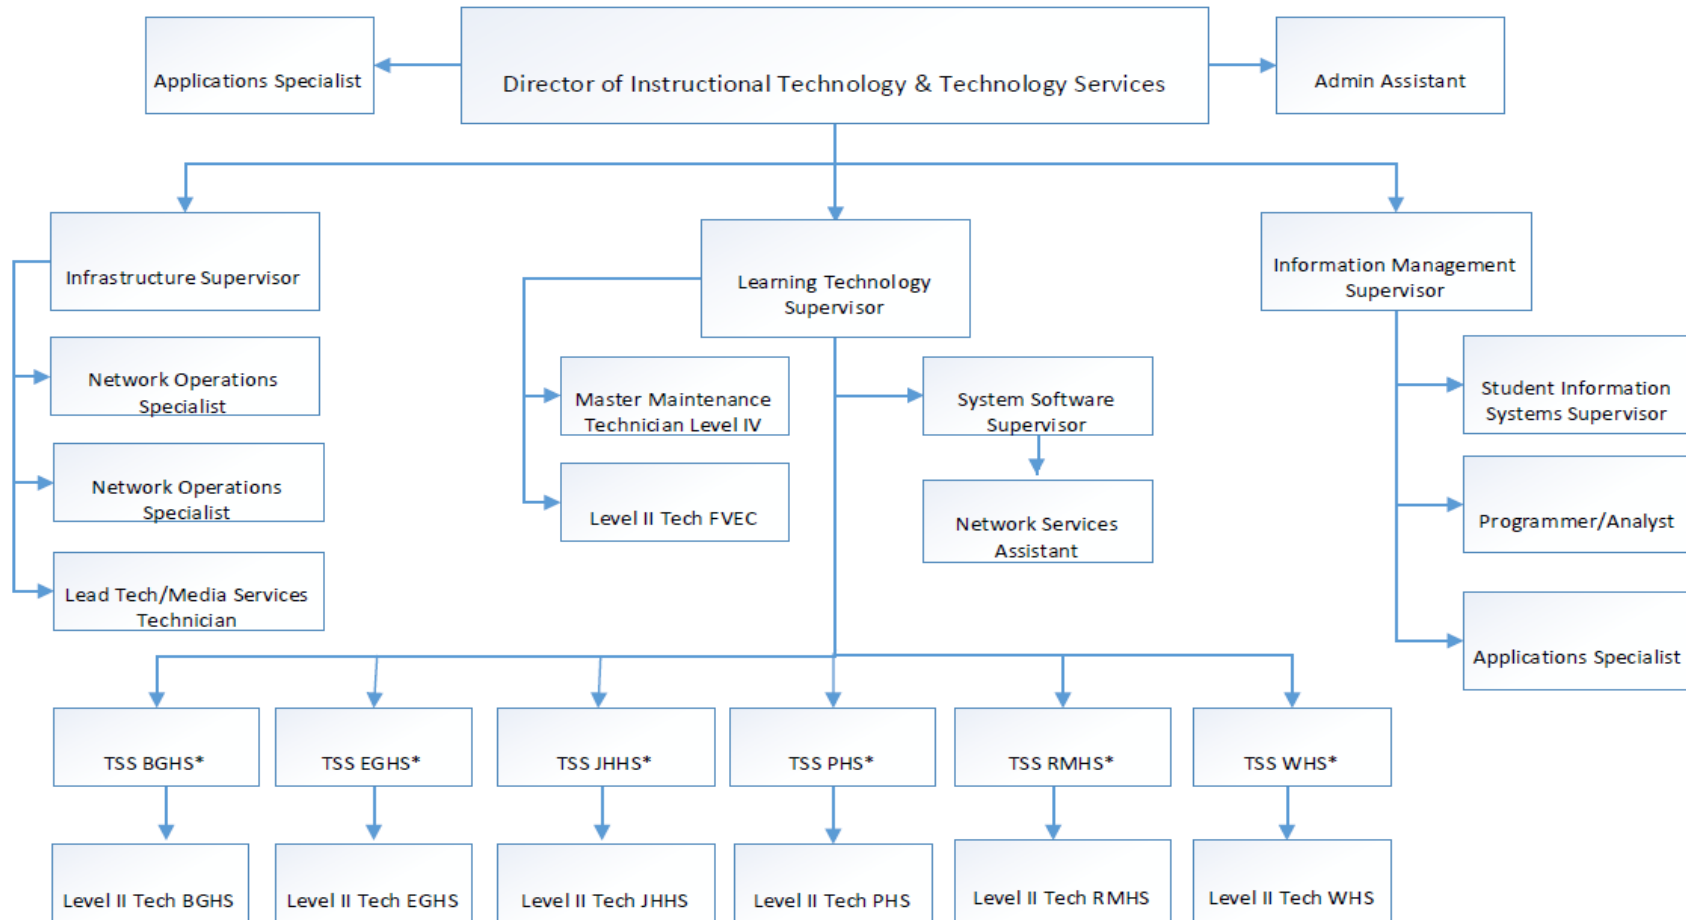 Applications Specialist
Director of Instructional Technology & Technology Services
Admin Assistant
Infrastructure Supervisor
Learning Technology
Supervisor
Information Management
Supervisor
Network Operations
Specialist
Master Maintenance
Technician Level IV
System Software
Supervisor
Student Information
Systems Supervisor
Network Operations
Specialist
Level II Tech FVEC
Network Services
Assistant
Programmer/Analyst
Lead Tech/Media Services
Technician
Applications Specialist
TSS BGHS*
TSS EGHS*
TSS JHHS*
TSS PHS*
TSS RMHS*
TSS WHS*
Level II Tech BGHS
Level II Tech EGHS
Level II Tech JHHS
Level II Tech PHS
Level II Tech RMHS
Level II Tech WHS